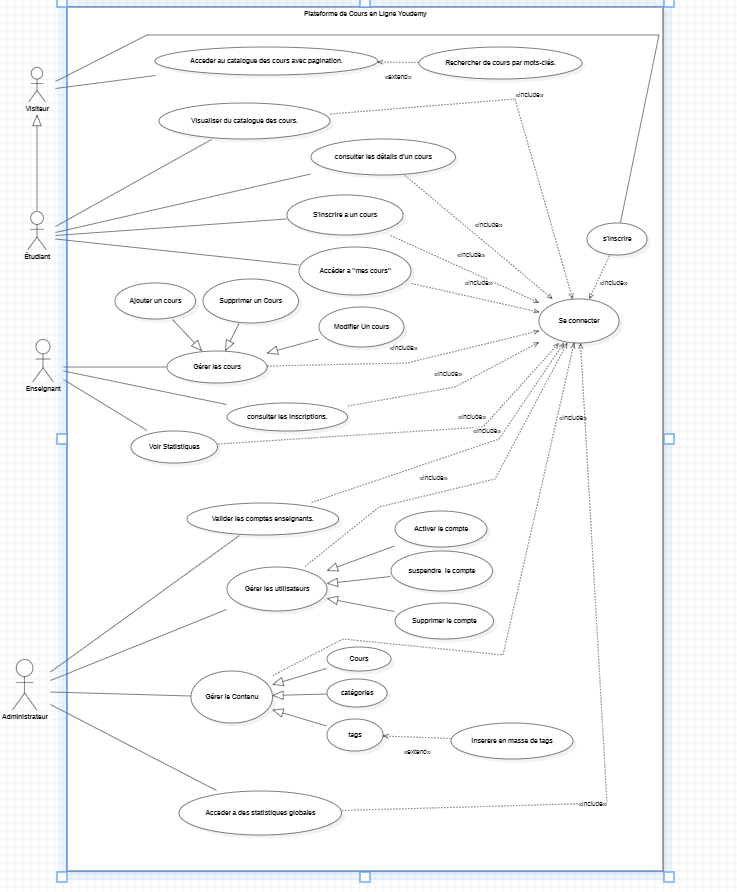 Plateforme de Cours en Ligne Youdemy
Acceder au catalogue des cours avec pagination.
Rechercher de cours par mots-clés.
«extend»
Visiteur
«include»
Visualiser du catalogue des cours.
consulter les détails d'un cours
S'inscrire a un cours
«include»
s'inscrire
Étudiant
«include»
Accéder a "mes cours"
«include»
«include»
Ajouter un cours
Supprimer un Cours
Modifier Un cours
Se connecter
«include»
Gérer les cours
«include»
Enseignant
consulter les inscriptions.
«include»
«include»
«include»
Voir Statistiques
«include»
Valider les comptes enseignants.
Activer le compte
suspendre le compte
Gérer les utilisateurs
Supprimer le compte
Cours
catégories
Gérer le Contenu
Administrateur
tags
Inserere en masse de tags
«extend»
«include»
Acceder a des statistiques globales